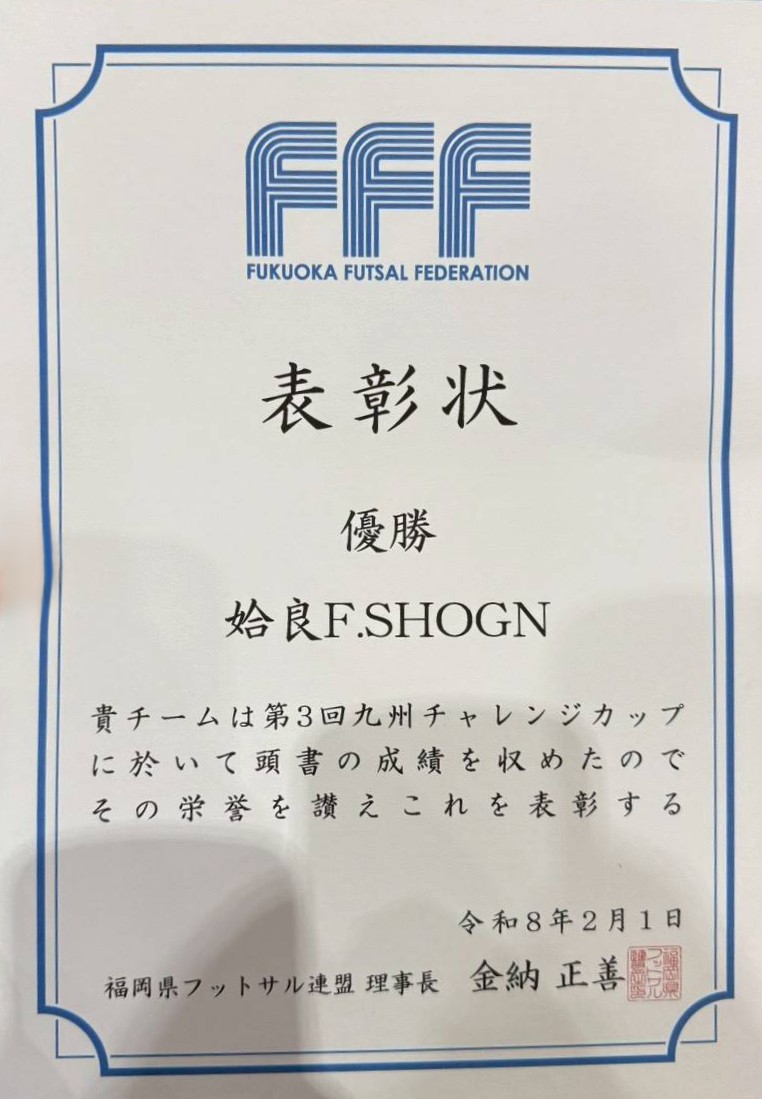 FFF
FUKUOKA FUTSAL FEDERATION
表彰状
優勝
姶良F.SHOGN
貴チームは第3回九州チャレンジカップ
に於いて頭書の成績を収めたので
その栄誉を讃えこれを表彰する
令和8年2月1日
福岡県フットサル連盟 理事長 金納 正善